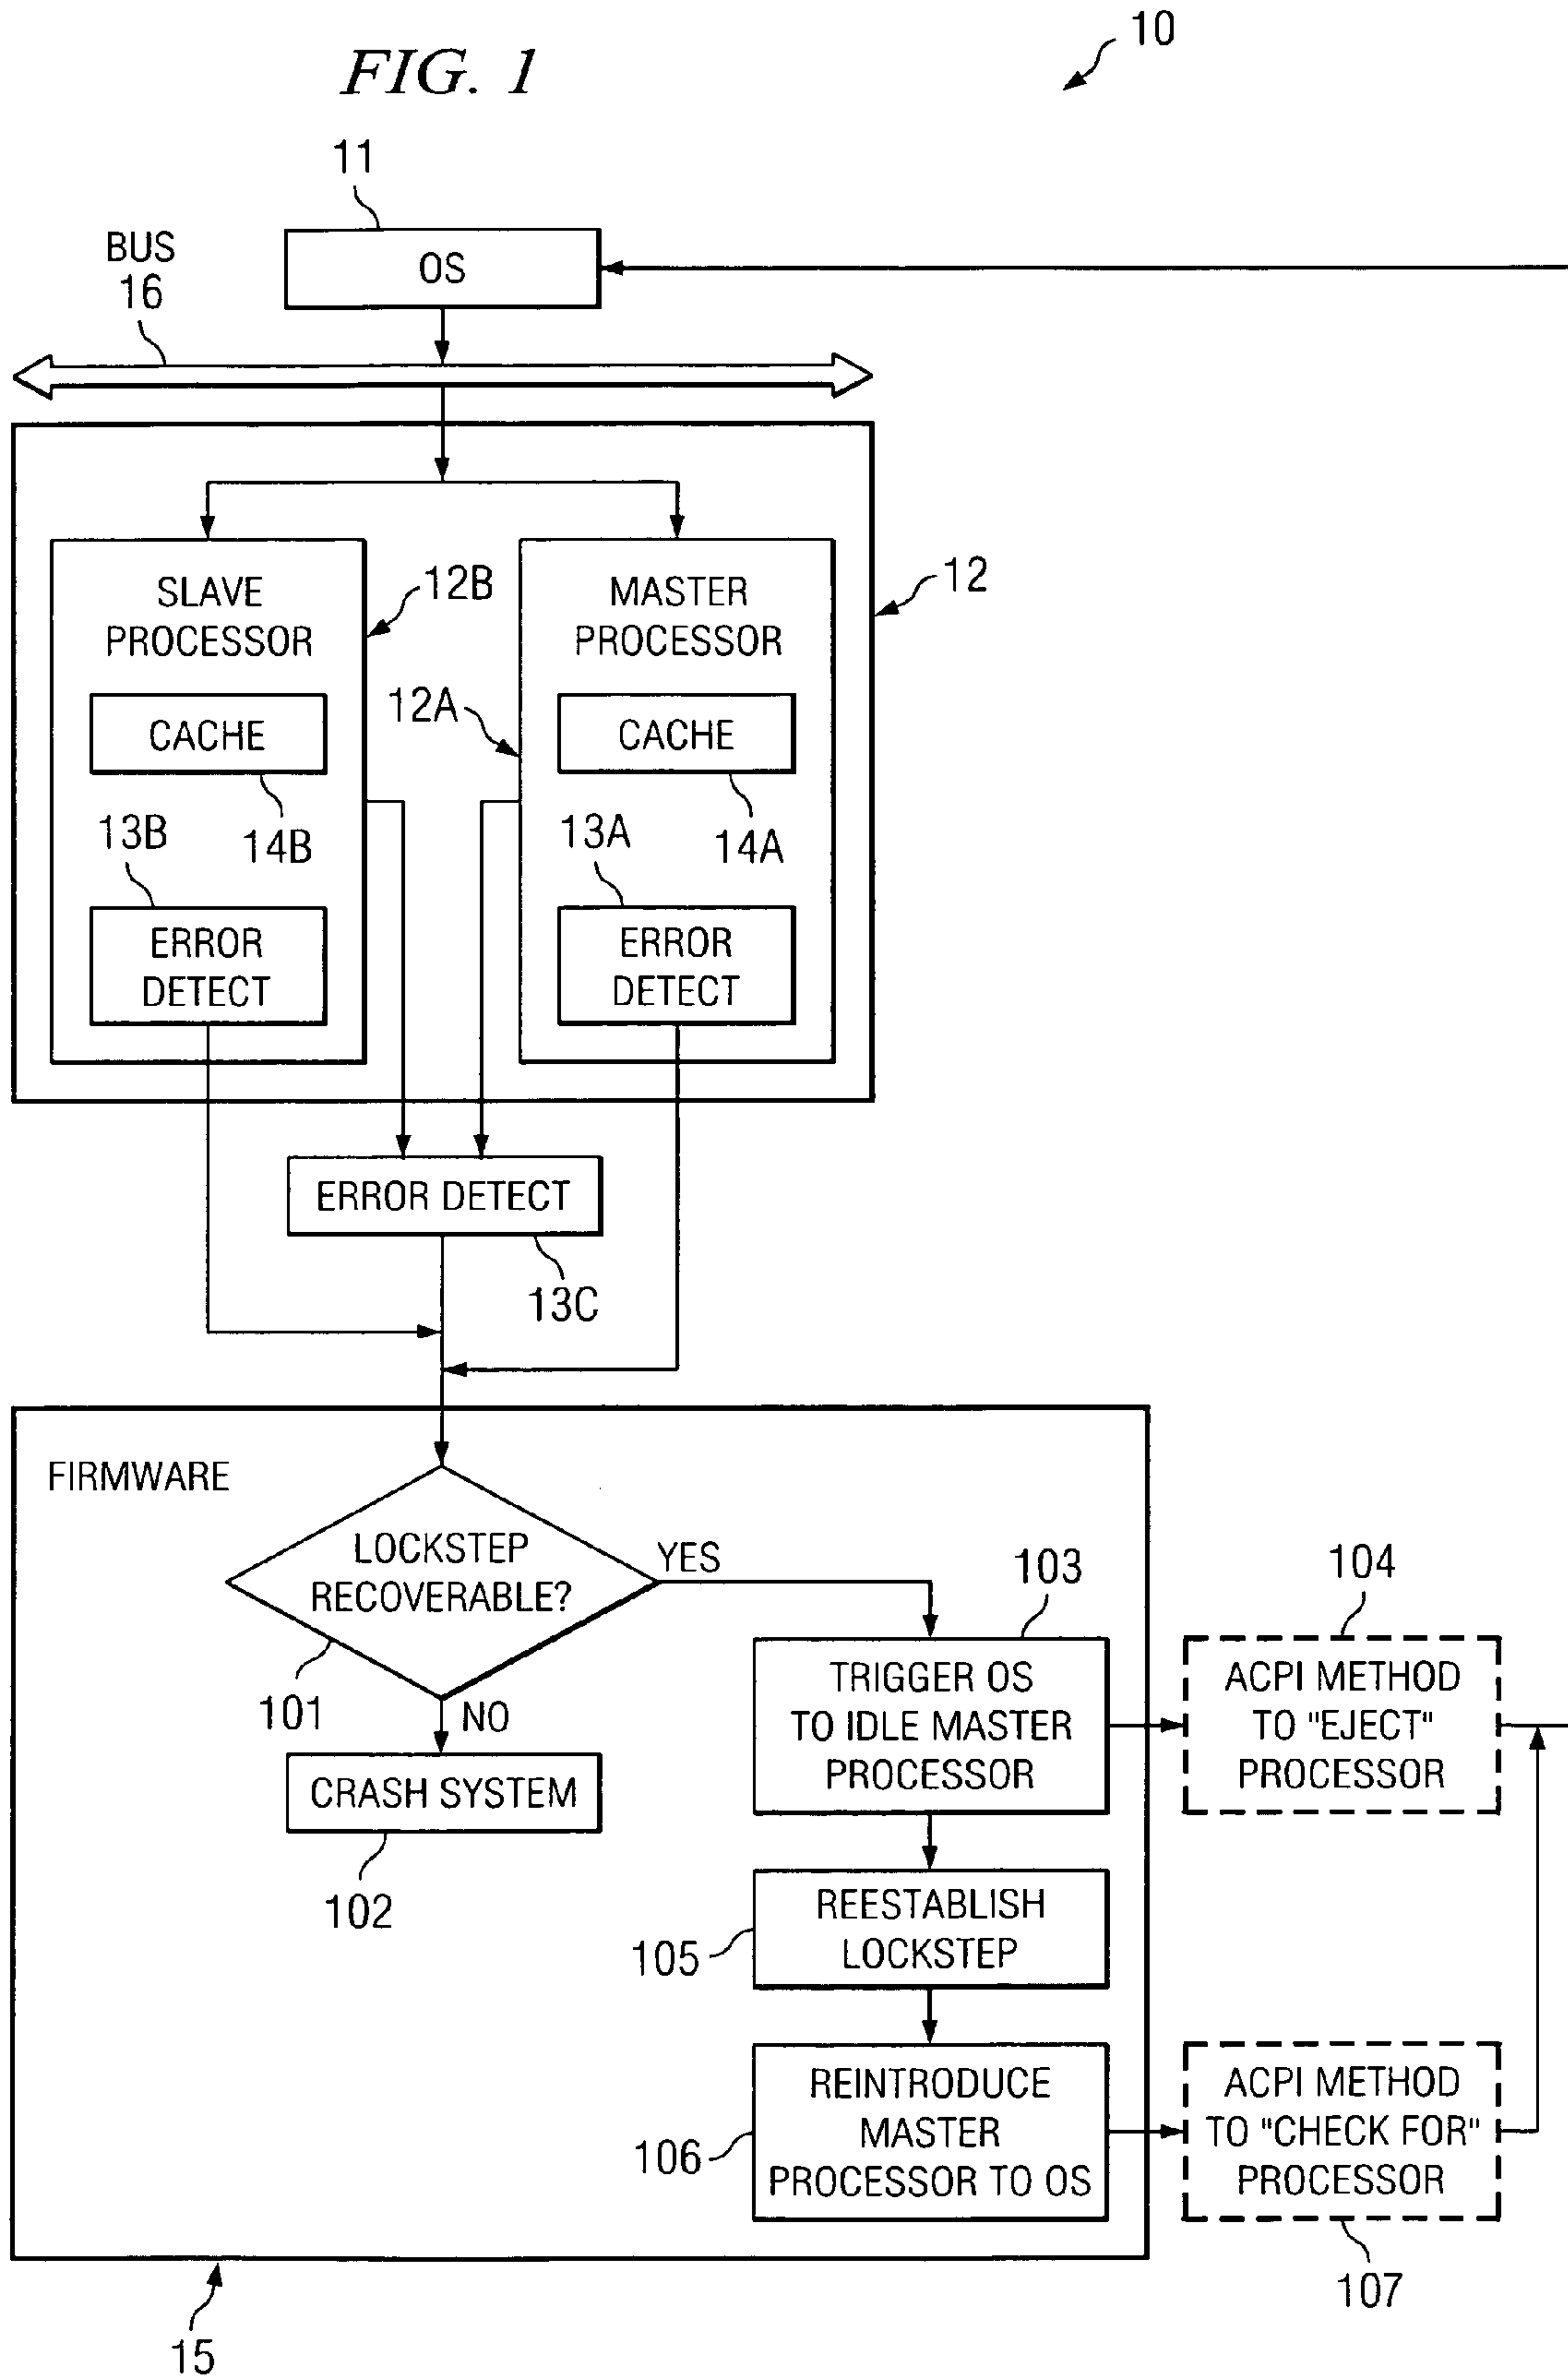 FIG. 1
10
11
OS
BUS
16
12
SLAVE
PROCESSOR
12B
MASTER
PROCESSOR
12A
CACHE
CACHE
14B
14A
13B
13A
ERROR
DETECT
ERROR
DETECT
ERROR DETECT
13C
FIRMWARE
LOCKSTEP
RECOVERABLE?
YES
101
NO
CRASH SYSTEM
102
103
TRIGGER OS
TO IDLE MASTER
PROCESSOR
104
ACPI METHOD
TO "EJECT"
PROCESSOR
REESTABLISH
LOCKSTEP
105
REINTRODUCE
MASTER
PROCESSOR TO OS
106
ACPI METHOD
TO "CHECK FOR"
PROCESSOR
107
15